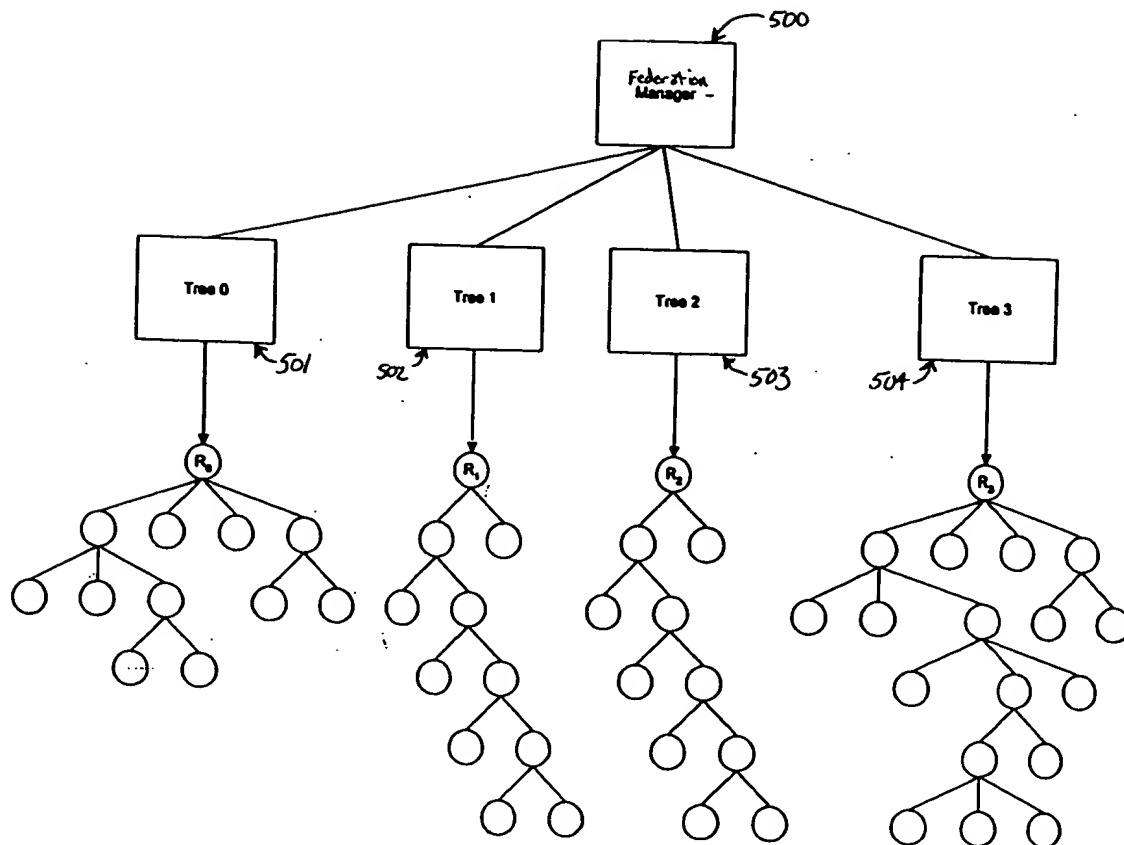 500
Federation
Manager -
Tree 0
Tree 1
Tree 2
Tree 3
501
502
503
504
R₀
R₁
R₂
R₃